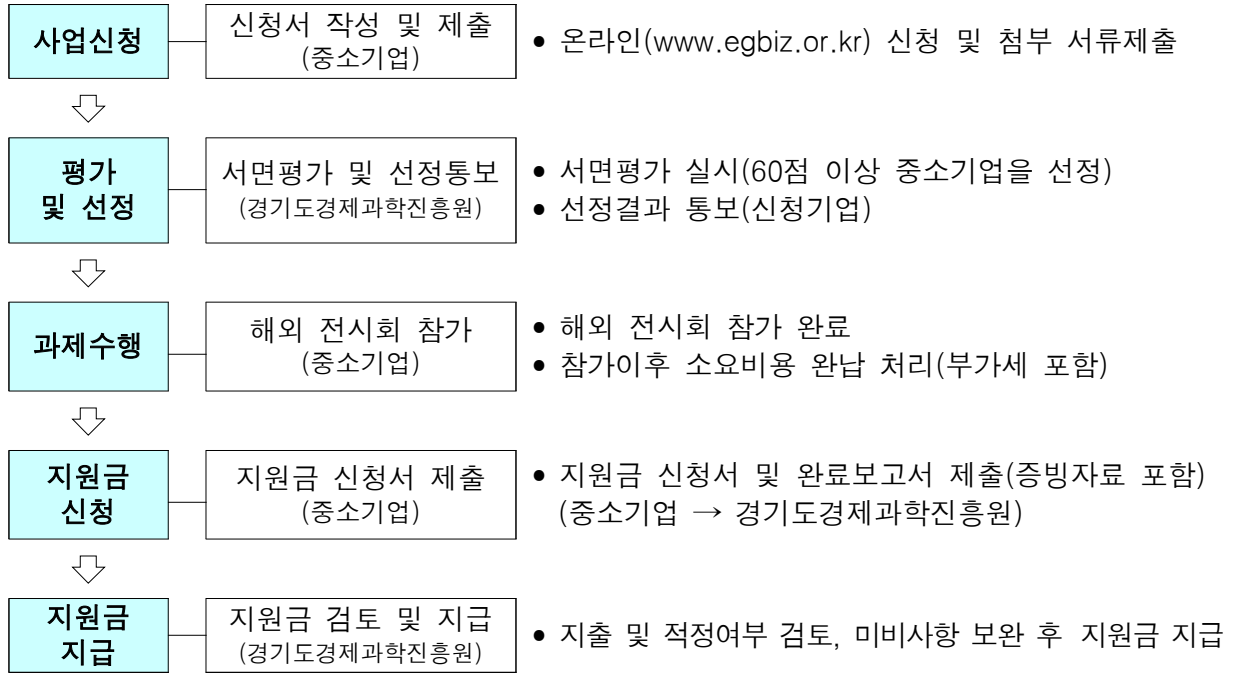 사업신청
신청서 작성 및 제출
(중소기업)
• 온라인(www.egbiz.or.kr) 신청 및 첨부 서류제출
평가
및 선정
서면평가 및 선정통보
(경기도경제과학진흥원)
• 서면평가 실시(60점 이상 중소기업을 선정)
• 선정결과 통보(신청기업)
과제수행
해외 전시회 참가
(중소기업)
• 해외 전시회 참가 완료
• 참가이후 소요비용 완납 처리(부가세 포함)
지원금
신청
지원금 신청서 제출
(중소기업)
• 지원금 신청서 및 완료보고서 제출(증빙자료 포함)
(중소기업 → 경기도경제과학진흥원)
지원금
지급
지원금 검토 및 지급
(경기도경제과학진흥원)
• 지출 및 적정여부 검토, 미비사항 보완 후 지원금 지급